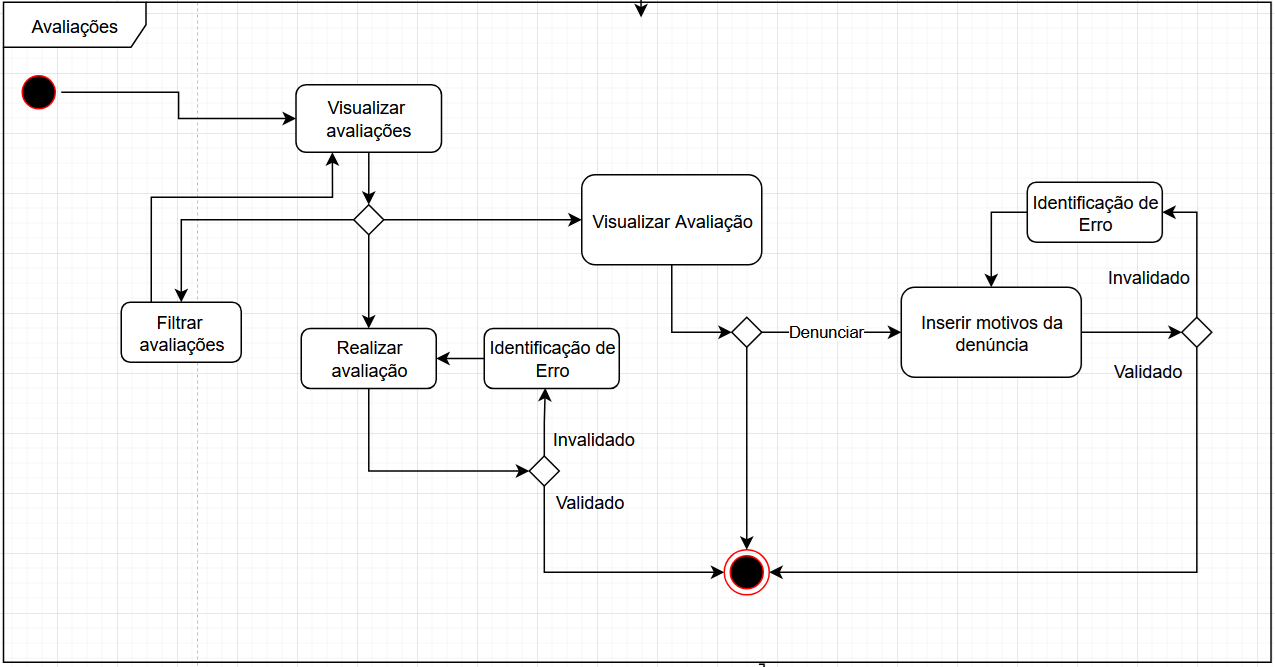 Avaliações
Visualizar
avaliações
Visualizar Avaliação
Identificação de
Erro
Invalidado
Filtrar
avaliações
Realizar
avaliação
Identificação de
Erro
Denunciar
Inserir motivos da
denúncia
Validado
Invalidado
Validado